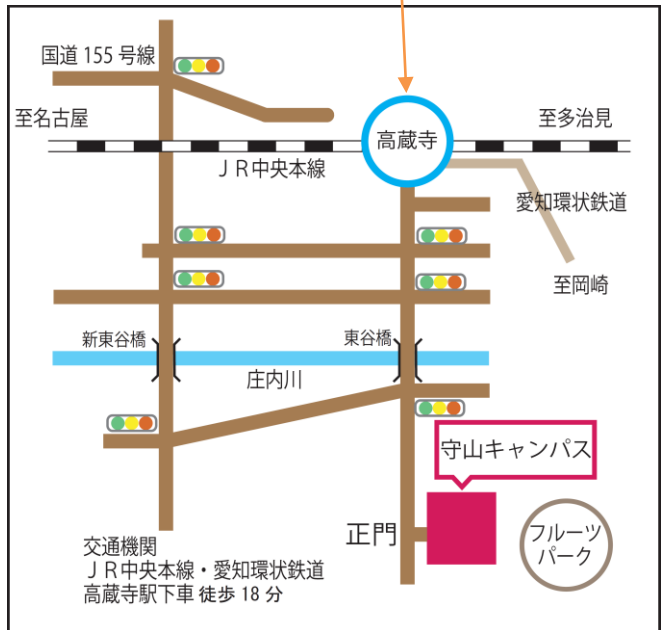 国道 155 号線
至名古屋
高蔵寺
至多治見
ＪＲ中央本線
愛知環状鉄道
至岡崎
新東谷橋
東谷橋
庄内川
守山キャンパス
正門
フルーツ
パーク
交通機関
ＪＲ中央本線・愛知環状鉄道
高蔵寺駅下車 徒歩 18 分